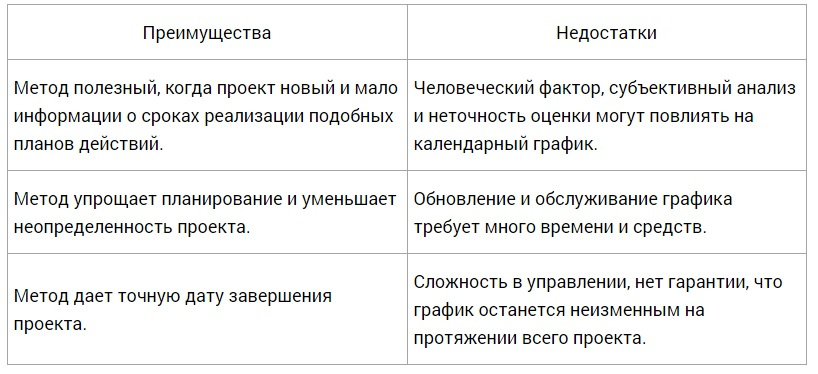 Преимущества
Недостатки
Метод полезный, когда проект новый и мало
информации о сроках реализации подобных
планов действий.
Человеческий фактор, субъективный анализ
и неточность оценки могут повлиять на
календарный график.
Метод упрощает планирование и уменьшает
неопределенность проекта.
Обновление и обслуживание графика
требует много времени и средств.
Метод дает точную дату завершения
проекта.
Сложность в управлении, нет гарантии, что
график останется неизменным на
протяжении всего проекта.